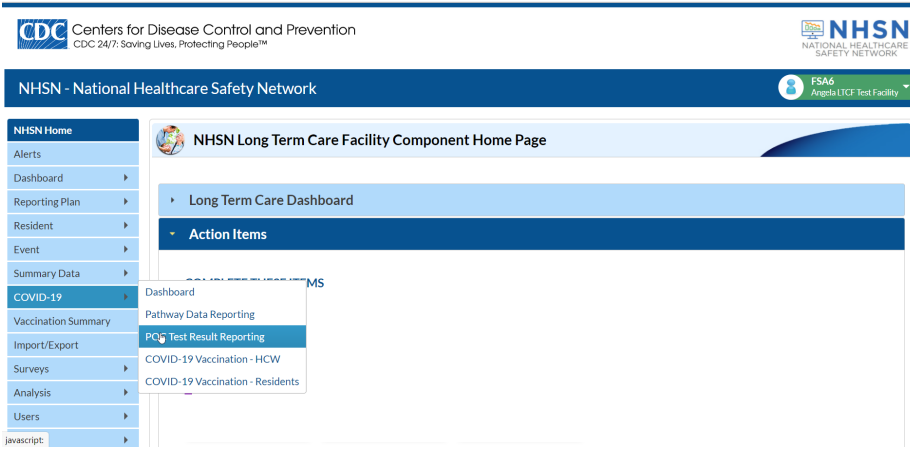 CDC Centers for Disease Control and Prevention
CDC 24/7: Saving Lives, Protecting People™
NHSN
NATIONAL HEALTHCARE
SAFETY NETWORK
NHSN - National Healthcare Safety Network
FSA6
Angela LTCF Test Facility
NHSN Home
Alerts
Dashboard
Reporting Plan
Resident
Event
Summary Data
COVID-19
Vaccination Summary
Import/Export
Surveys
Analysis
Users
javascript:
NHSN Long Term Care Facility Component Home Page
Long Term Care Dashboard
Action Items
COMPLETE THESE ITEMS
Dashboard
Pathway Data Reporting
Test Result Reporting
COVID-19 Vaccination - HCW
COVID-19 Vaccination - Residents